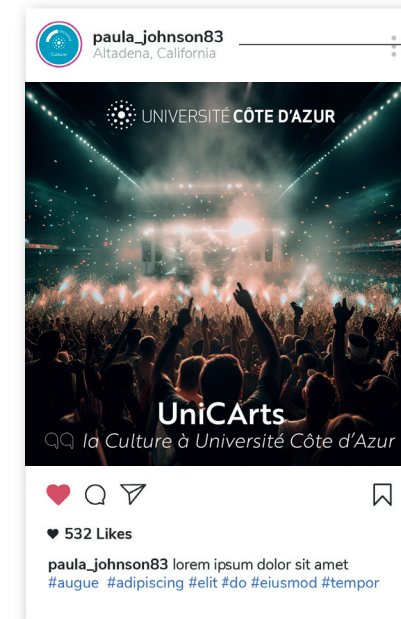 Culture
paula_johnson83
Altadena, California
UNIVERSITÉ CÔTE D'AZUR
UniCArts
la Culture à Université Côte d'Azur
532 Likes
paula_johnson83 lorem ipsum dolor sit amet
#augue #adipiscing #elit #do #eiusmod #tempor